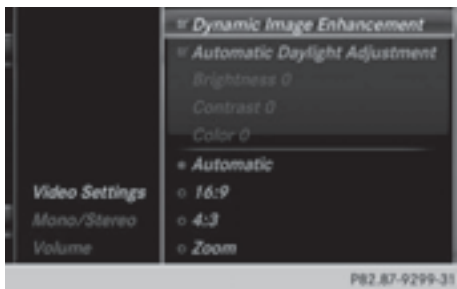 Dynamic Image Enhancement
Automatic Daylight Adjustment
Brightness 0
Contrast 0
Color 0
Automatic
Video Settings
16:9
Mono/Stereo
4:3
Volume
Zoom
P82.87-9299-31